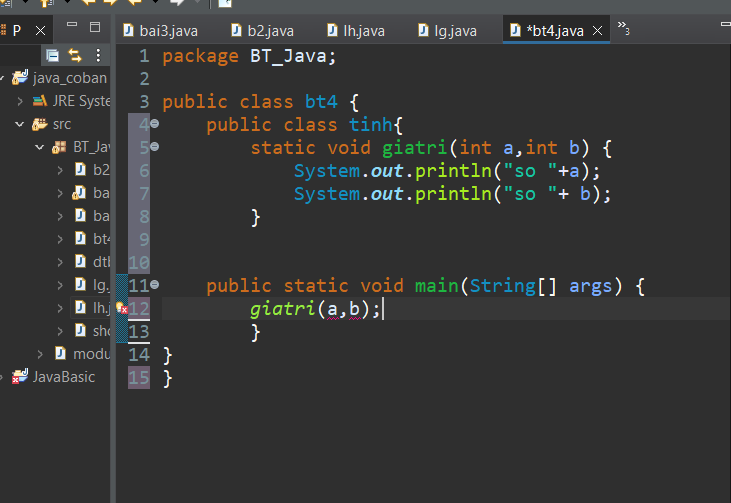 P
bai3.java
b2.java
lh.java
lg.java
*bt4.java
»3
java_coban
JRE Syste
src
BT_Ja
b2
ba
ba
bt4
dtb
lg.
lh.j
sho
modu
JavaBasic
1 package BT_Java;
2
3 public class bt4 {
4 public class tinh{
5 static void giatri(int a,int b) {
6 System.out.println("so "+a);
7 System.out.println("so "+ b);
8 }
9
10
11 public static void main(String[] args) {
12 giatri(a,b);
13 }
14 }
15 }